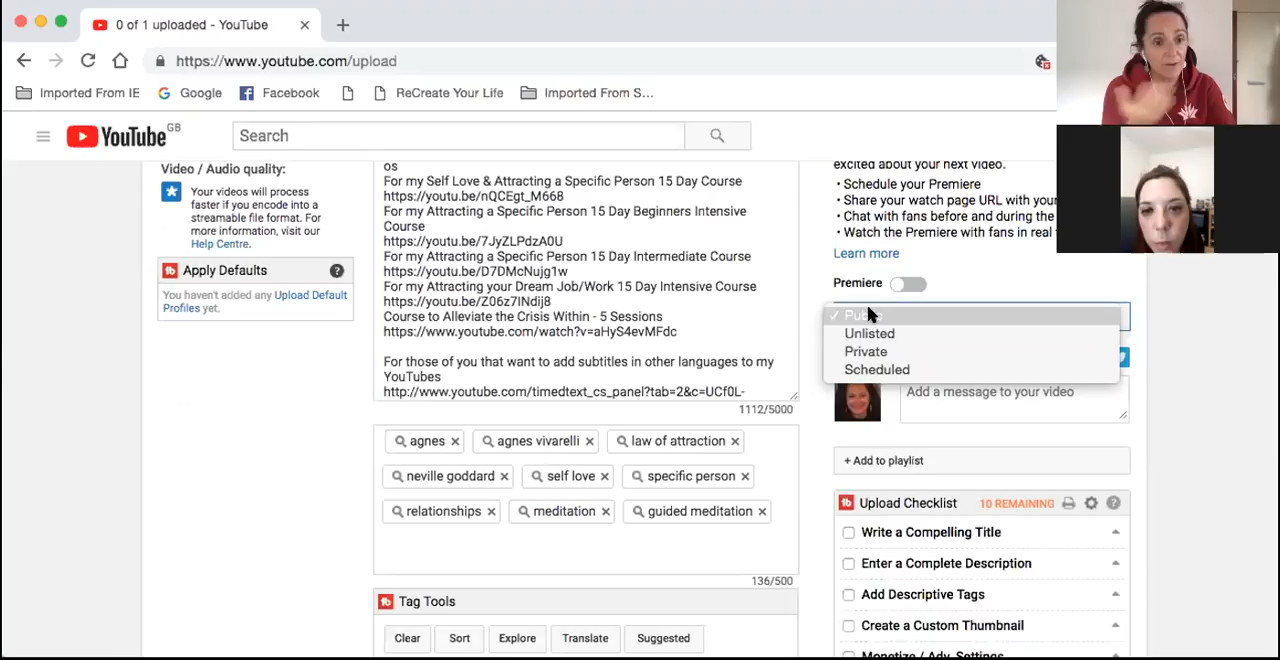 0 of 1 uploaded - YouTube
https://www.youtube.com/upload
Imported From IE
Google
Facebook
ReCreate Your Life
Imported From S...
YouTube GB
Search
Video / Audio quality:
Your videos will process
faster if you encode into a
streamable file format. For
more information, visit our
Help Centre.
Apply Defaults
You haven't added any Upload Default
Profiles yet.
os
For my Self Love & Attracting a Specific Person 15 Day Course
https://youtu.be/nQCEgt_M668
For my Attracting a Specific Person 15 Day Beginners Intensive
Course
https://youtu.be/7JyZLPdzA0U
For my Attracting a Specific Person 15 Day Intermediate Course
https://youtu.be/D7DMcNujg1w
For my Attracting your Dream Job/Work 15 Day Intensive Course
https://youtu.be/Z06z7INdij8
Course to Alleviate the Crisis Within - 5 Sessions
https://www.youtube.com/watch?v=aHyS4evMFdc
For those of you that want to add subtitles in other languages to my
YouTubes
http://www.youtube.com/timedtext_cs_panel?tab=2&c=UCf0L-
1112/5000
agnes
agnes vivarelli
law of attraction
neville goddard
self love
specific person
relationships
meditation
guided meditation
136/500
Tag Tools
Clear
Sort
Explore
Translate
Suggested
excited about your next video.
• Schedule your Premiere
• Share your watch page URL with your
• Chat with fans before and during the
• Watch the Premiere with fans in real
Learn more
Premiere
Unlisted
Private
Scheduled
Add a message to your video
+ Add to playlist
Upload Checklist 10 REMAINING
Write a Compelling Title
Enter a Complete Description
Add Descriptive Tags
Create a Custom Thumbnail
Monetize / Adv. Settings